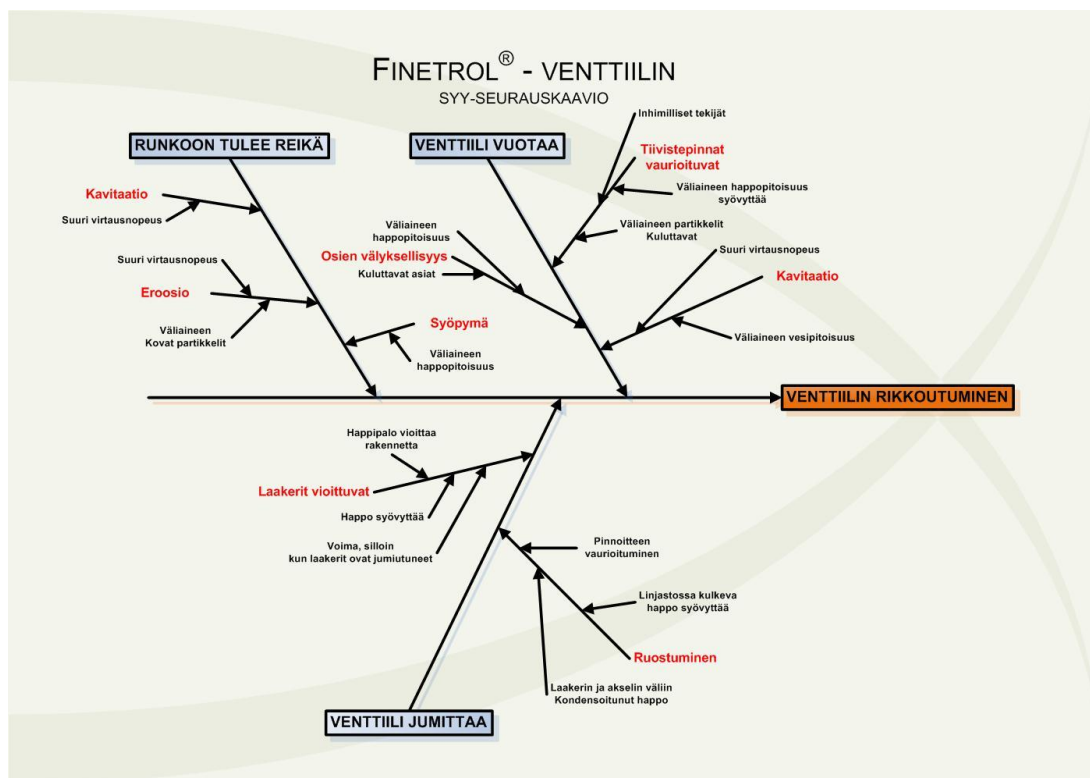 FINETROL® - VENTTIILIN
SYY-SEURAUSKAAVIO
RUNKOON TULEE REIKÄ
Kavitaatio
Suuri virtausnopeus
Suuri virtausnopeus
Eroosio
Väliaineen
Kovat partikkelit
Syöpymä
Väliaineen
happopitoisuus
VENTTIILI VUOTAA
Inhimilliset tekijät
Tiivistepinnat
vaurioituvat
Väliaineen happopitoisuus
syövyttää
Väliaineen partikkelit
Kuluttavat
Väliaineen
happopitoisuus
Osien välyksellisyys
Kuluttavat asiat
Suuri virtausnopeus
Kavitaatio
Väliaineen vesipitoisuus
VENTTIILIN RIKKOUTUMINEN
Happipalo vioittaa
rakennetta
Laakerit vioittuvat
Happo syövyttää
Voima, silloin
kun laakerit ovat jumiutuneet
Pinnoitteen
vaurioituminen
Linjastossa kulkeva
happo syövyttää
Ruostuminen
Laakerin ja akselin väliin
Kondensoitunut happo
VENTTIILI JUMITTAA